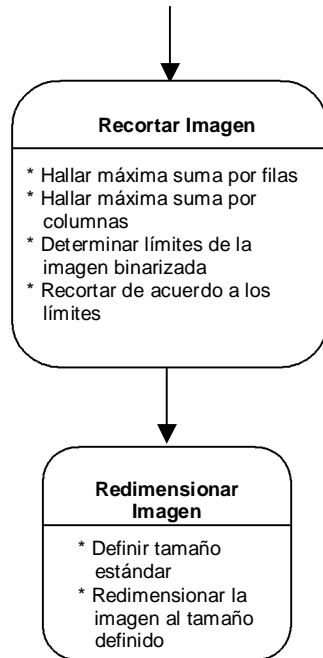 Recortar Imagen
* Hallar máxima suma por filas
* Hallar máxima suma por
columnas
* Determinar límites de la
imagen binarizada
* Recortar de acuerdo a los
límites
Redimensionar
Imagen
* Definir tamaño
estándar
* Redimensionar la
imagen al tamaño
definido